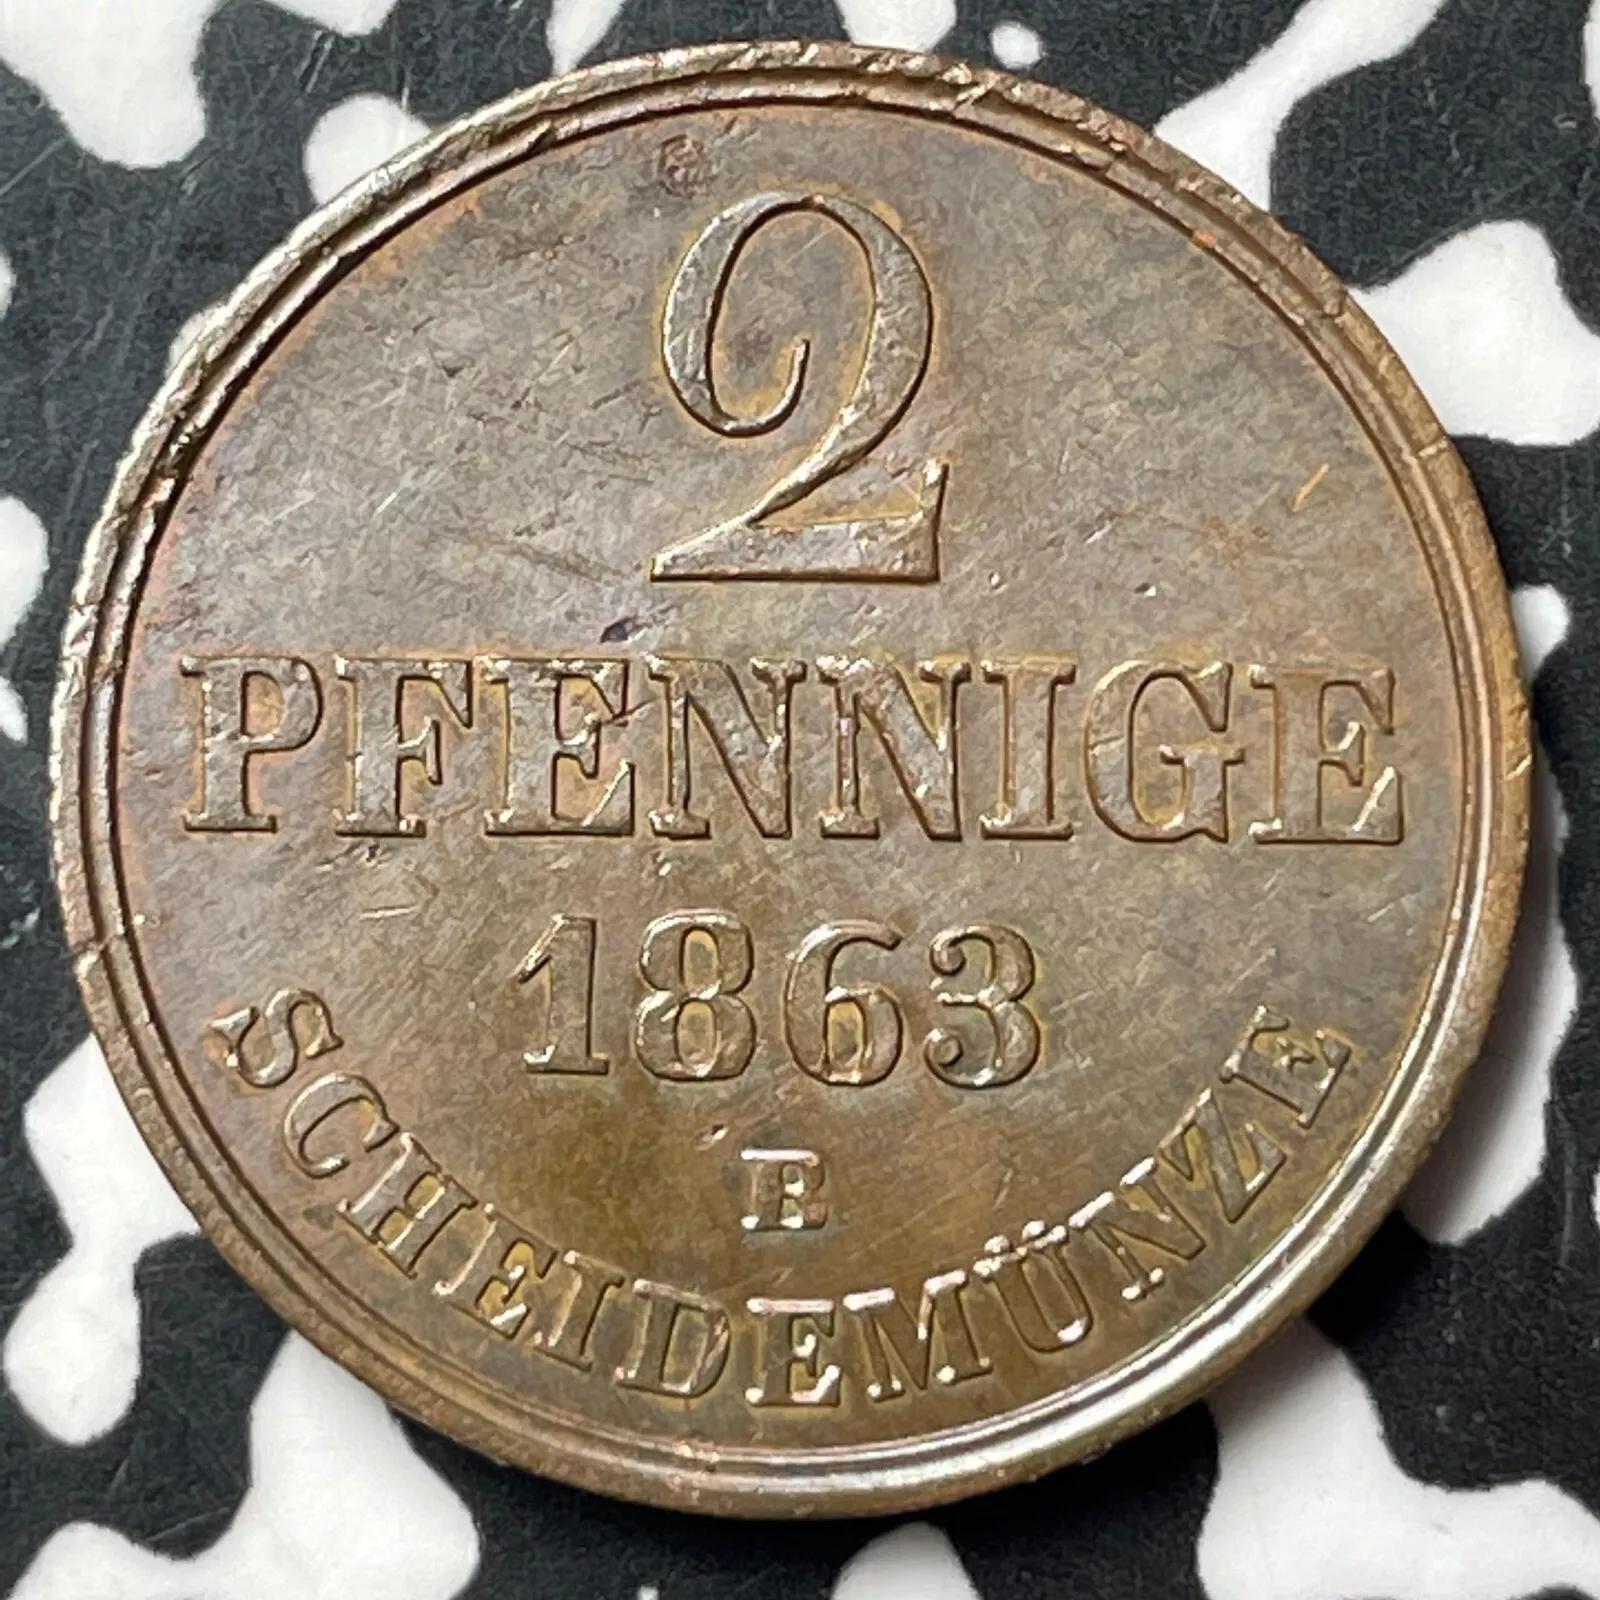 2
PFENNIGE
1863
B
SCHEIDEMÜNZE